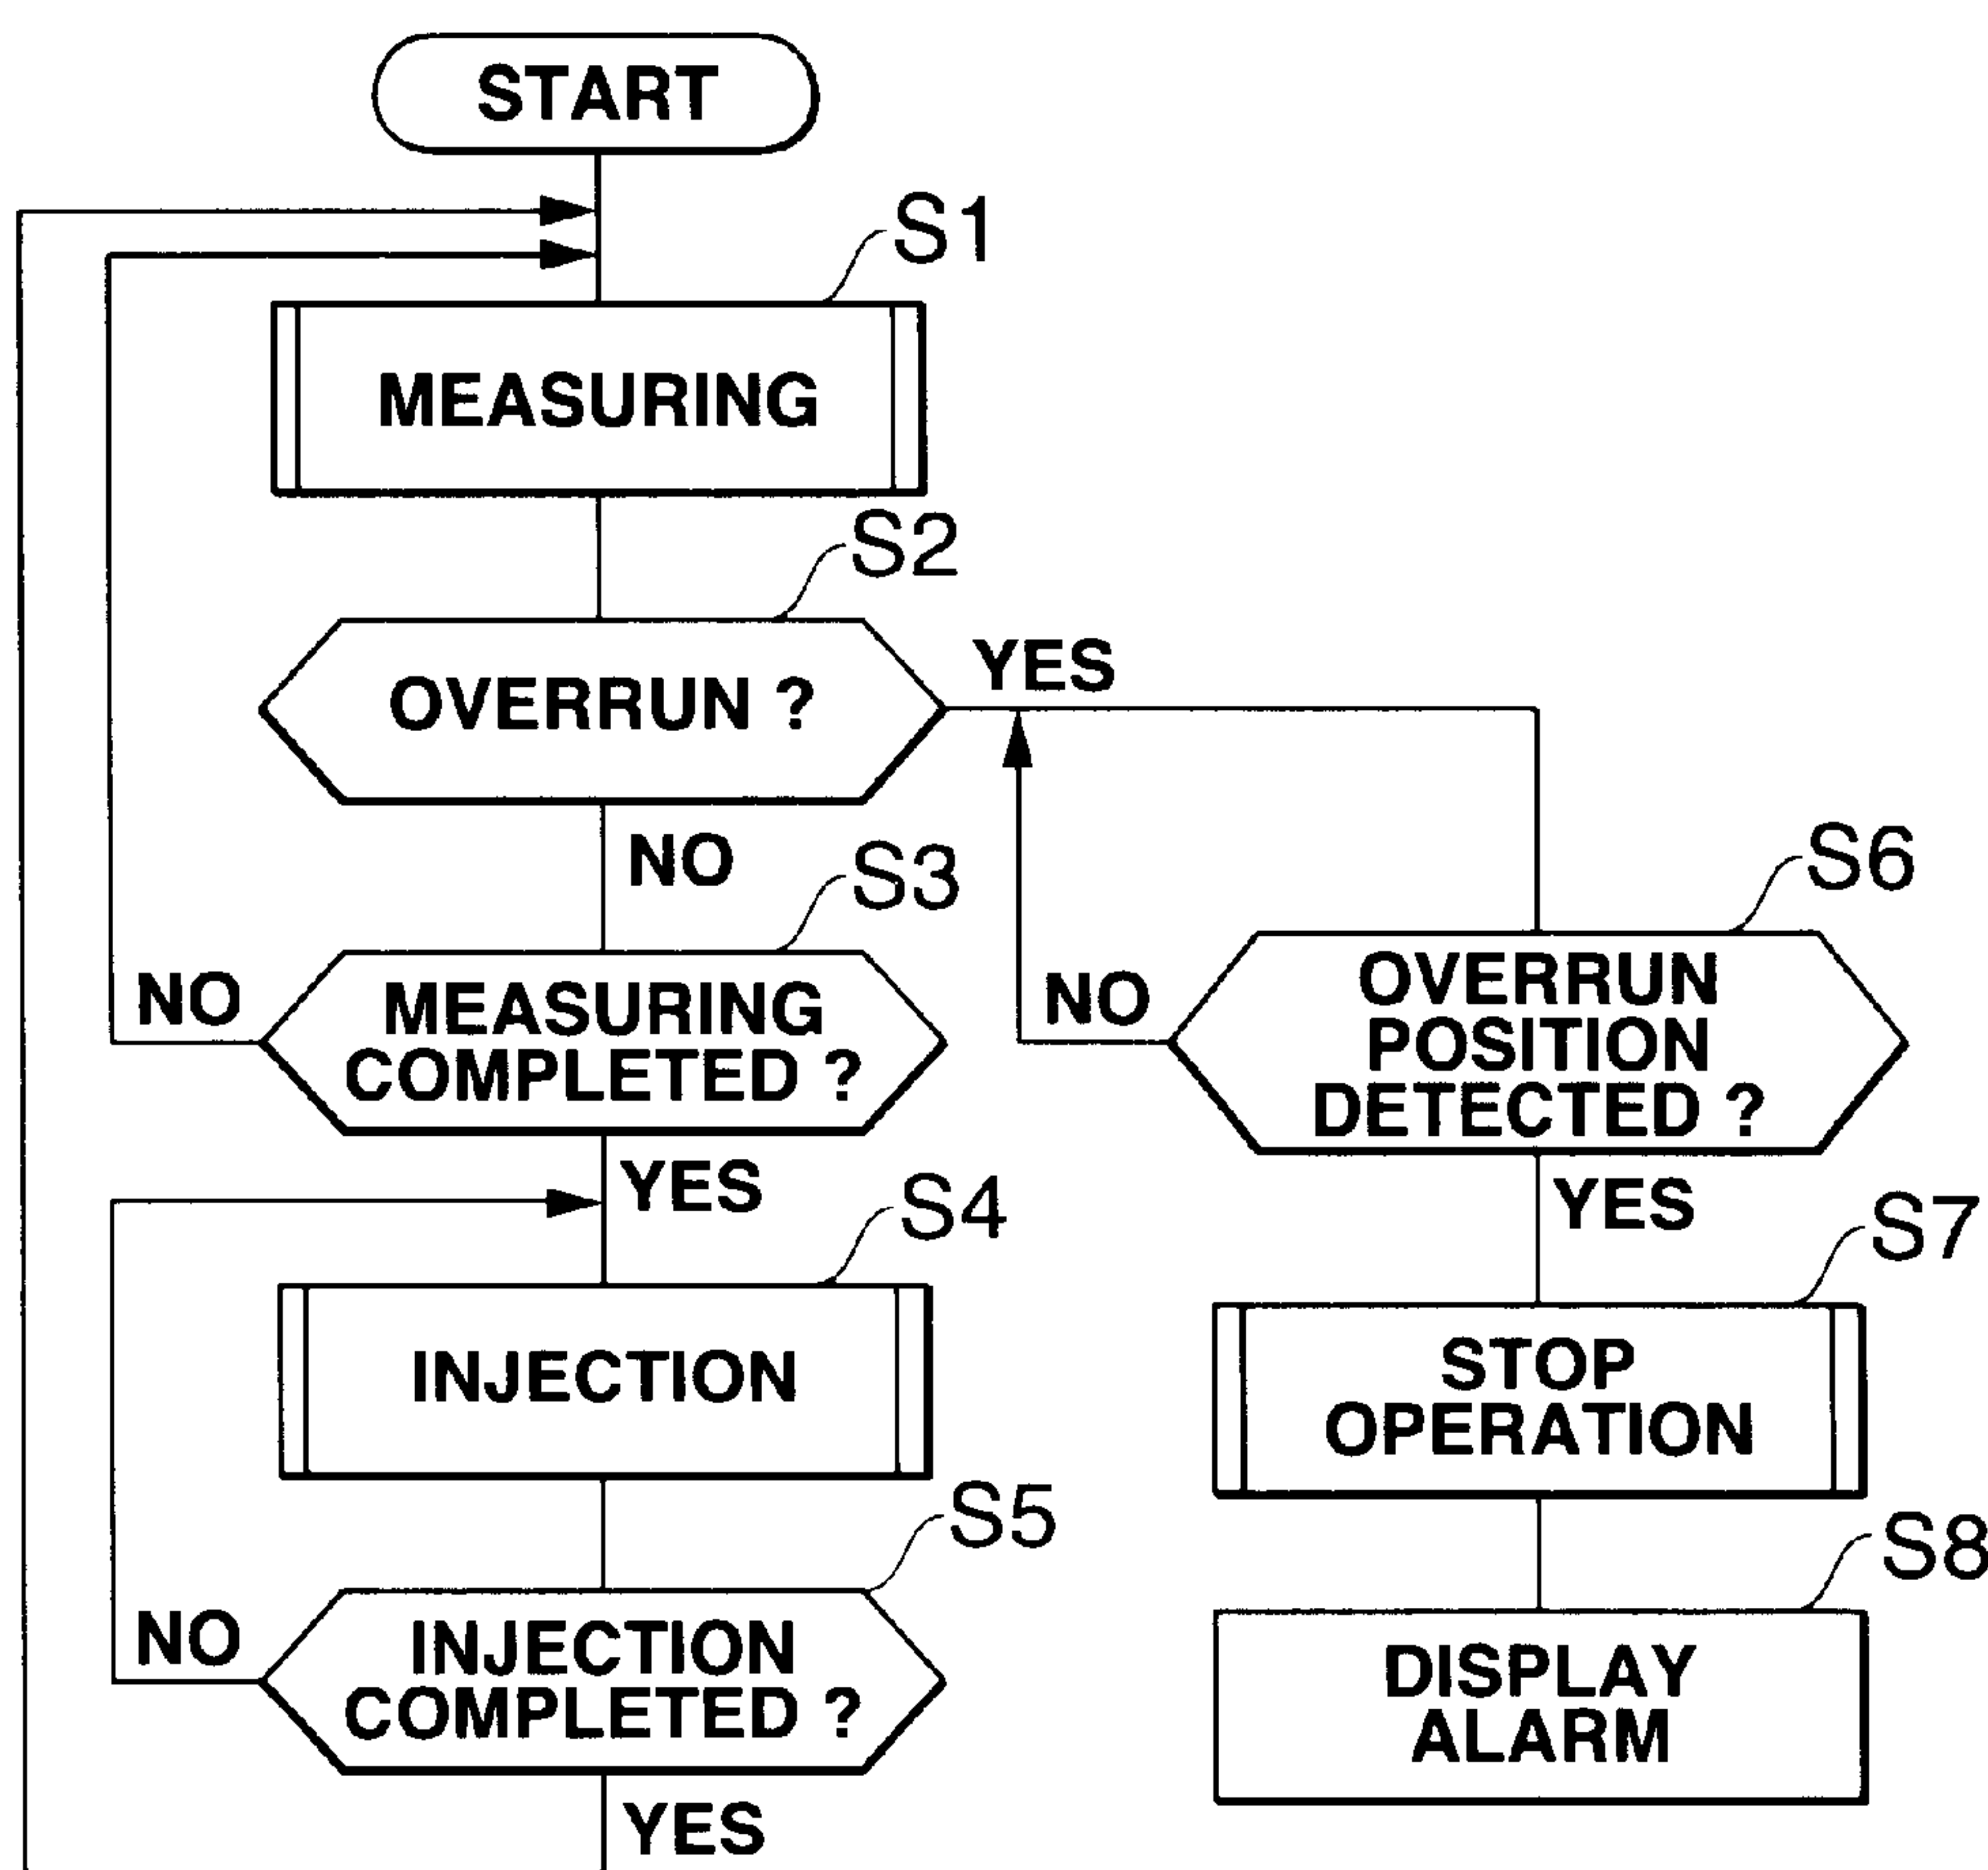 START
S1
MEASURING
S2
OVERRUN ?
YES
NO
S3
MEASURING
COMPLETED ?
NO
YES
S4
INJECTION
S5
INJECTION
COMPLETED ?
NO
YES
S6
OVERRUN
POSITION
DETECTED ?
NO
YES
S7
STOP
OPERATION
S8
DISPLAY
ALARM